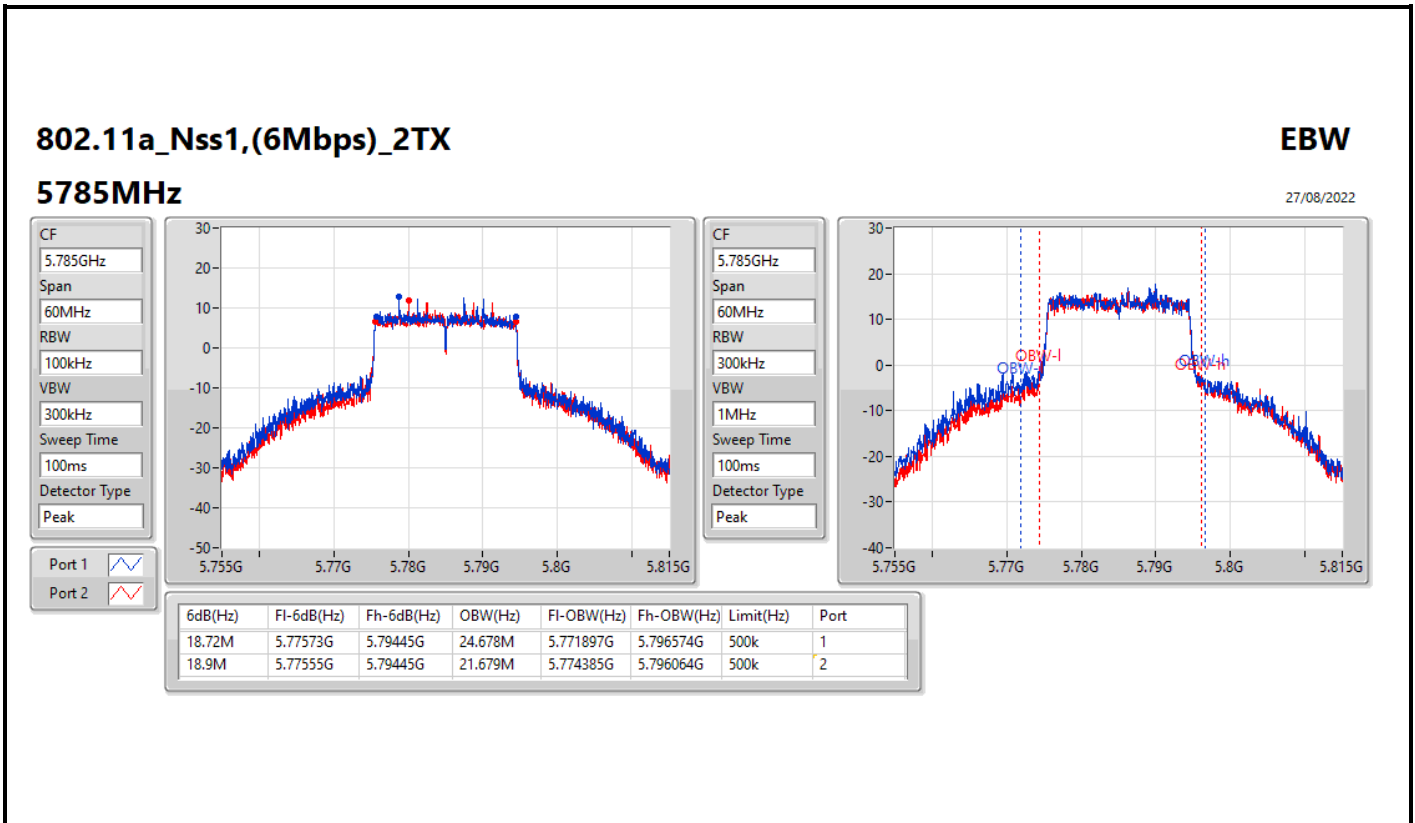 802.11a_Nss1,(6Mbps)_2TX
EBW
5785MHz
27/08/2022
CF
5.785GHz
Span
60MHz
RBW
100kHz
VBW
300kHz
Sweep Time
100ms
Detector Type
Peak
Port 1
Port 2
30
20
10
0
-10
-20
-30
-40
-50
5.755G 5.77G 5.78G 5.79G 5.8G 5.815G
CF
5.785GHz
Span
60MHz
RBW
300kHz
VBW
1MHz
Sweep Time
100ms
Detector Type
Peak
30
20
10
0
-10
-20
-30
-40
OBW-l
OBW-
OBW-h
OBW-h
5.755G 5.77G 5.78G 5.79G 5.8G 5.815G
6dB(Hz) Fl-6dB(Hz) Fh-6dB(Hz) OBW(Hz) Fl-OBW(Hz) Fh-OBW(Hz) Limit(Hz) Port
18.72M 5.77573G 5.79445G 24.678M 5.771897G 5.796574G 500k 1
18.9M 5.77555G 5.79445G 21.679M 5.774385G 5.796064G 500k 2